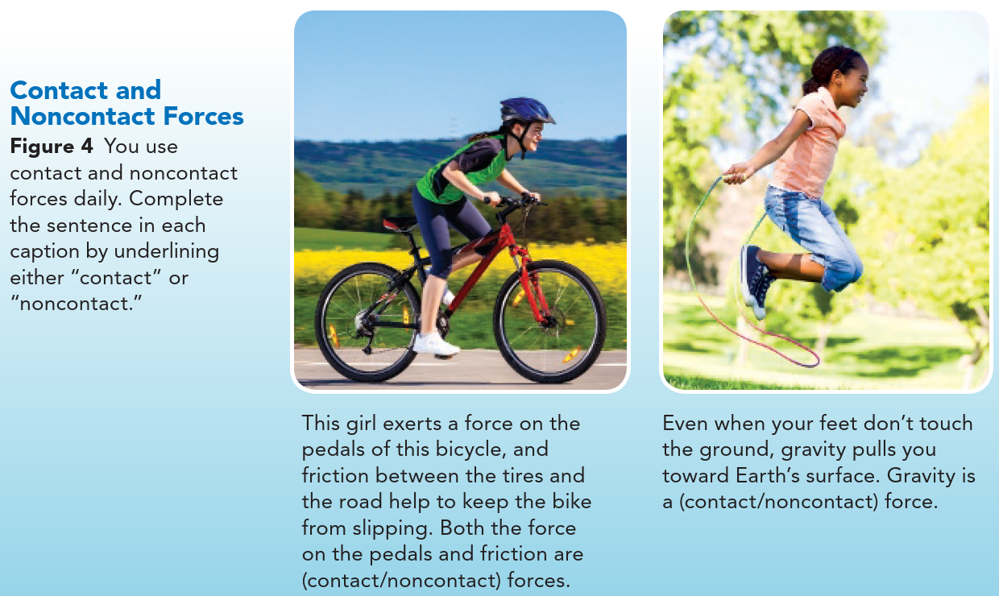 Contact and
Noncontact Forces
Figure 4 You use
contact and noncontact
forces daily. Complete
the sentence in each
caption by underlining
either “contact” or
“noncontact.”
This girl exerts a force on the
pedals of this bicycle, and
friction between the tires and
the road help to keep the bike
from slipping. Both the force
on the pedals and friction are
(contact/noncontact) forces.
Even when your feet don’t touch
the ground, gravity pulls you
toward Earth’s surface. Gravity is
a (contact/noncontact) force.